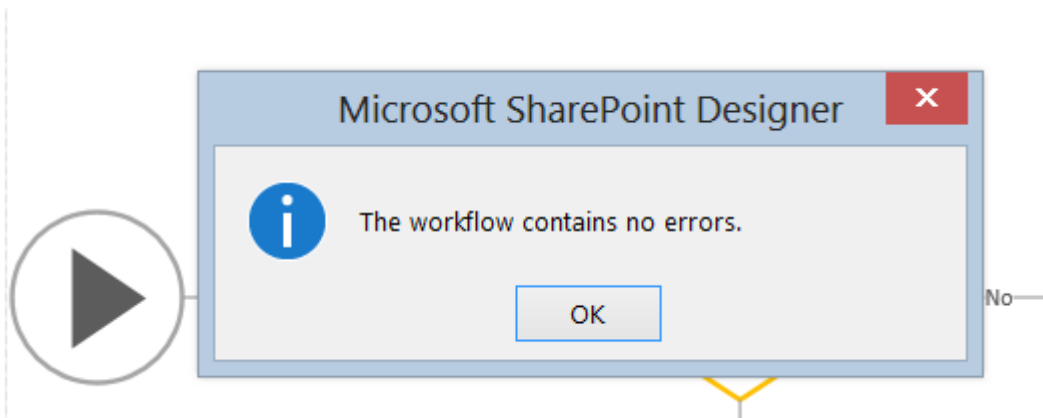 Microsoft SharePoint Designer
The workflow contains no errors.
OK
No